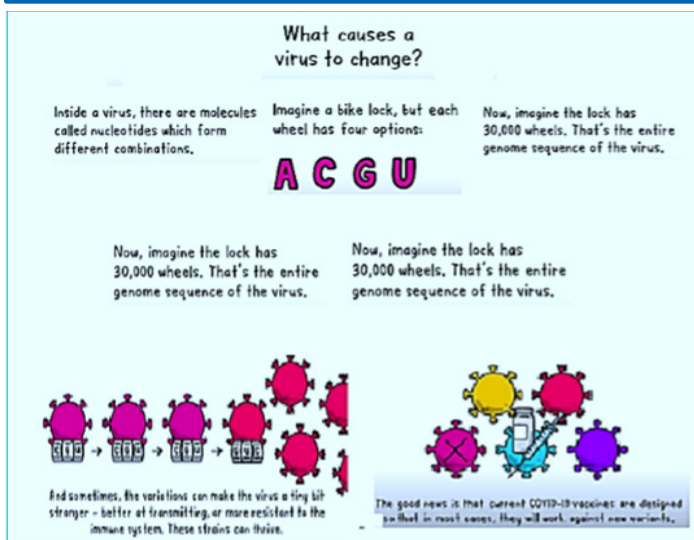 What causes a
virus to change?
Inside a virus, there are molecules
called nucleotides which form
different combinations.
Imagine a bike lock, but each
wheel has four options:
A C G U
Now, imagine the lock has
30,000 wheels. That's the entire
genome sequence of the virus.
Now, imagine the lock has
30,000 wheels. That's the entire
genome sequence of the virus.
Now, imagine the lock has
30,000 wheels. That's the entire
genome sequence of the virus.
And sometimes, the variations can make the virus a tiny bit
stranger - better at transmitting, or more resistant to the
immune system. These strains can thrive.
The good news is that current COVID-19 vaccines are designed
so that in most cases, they will work against new variants.